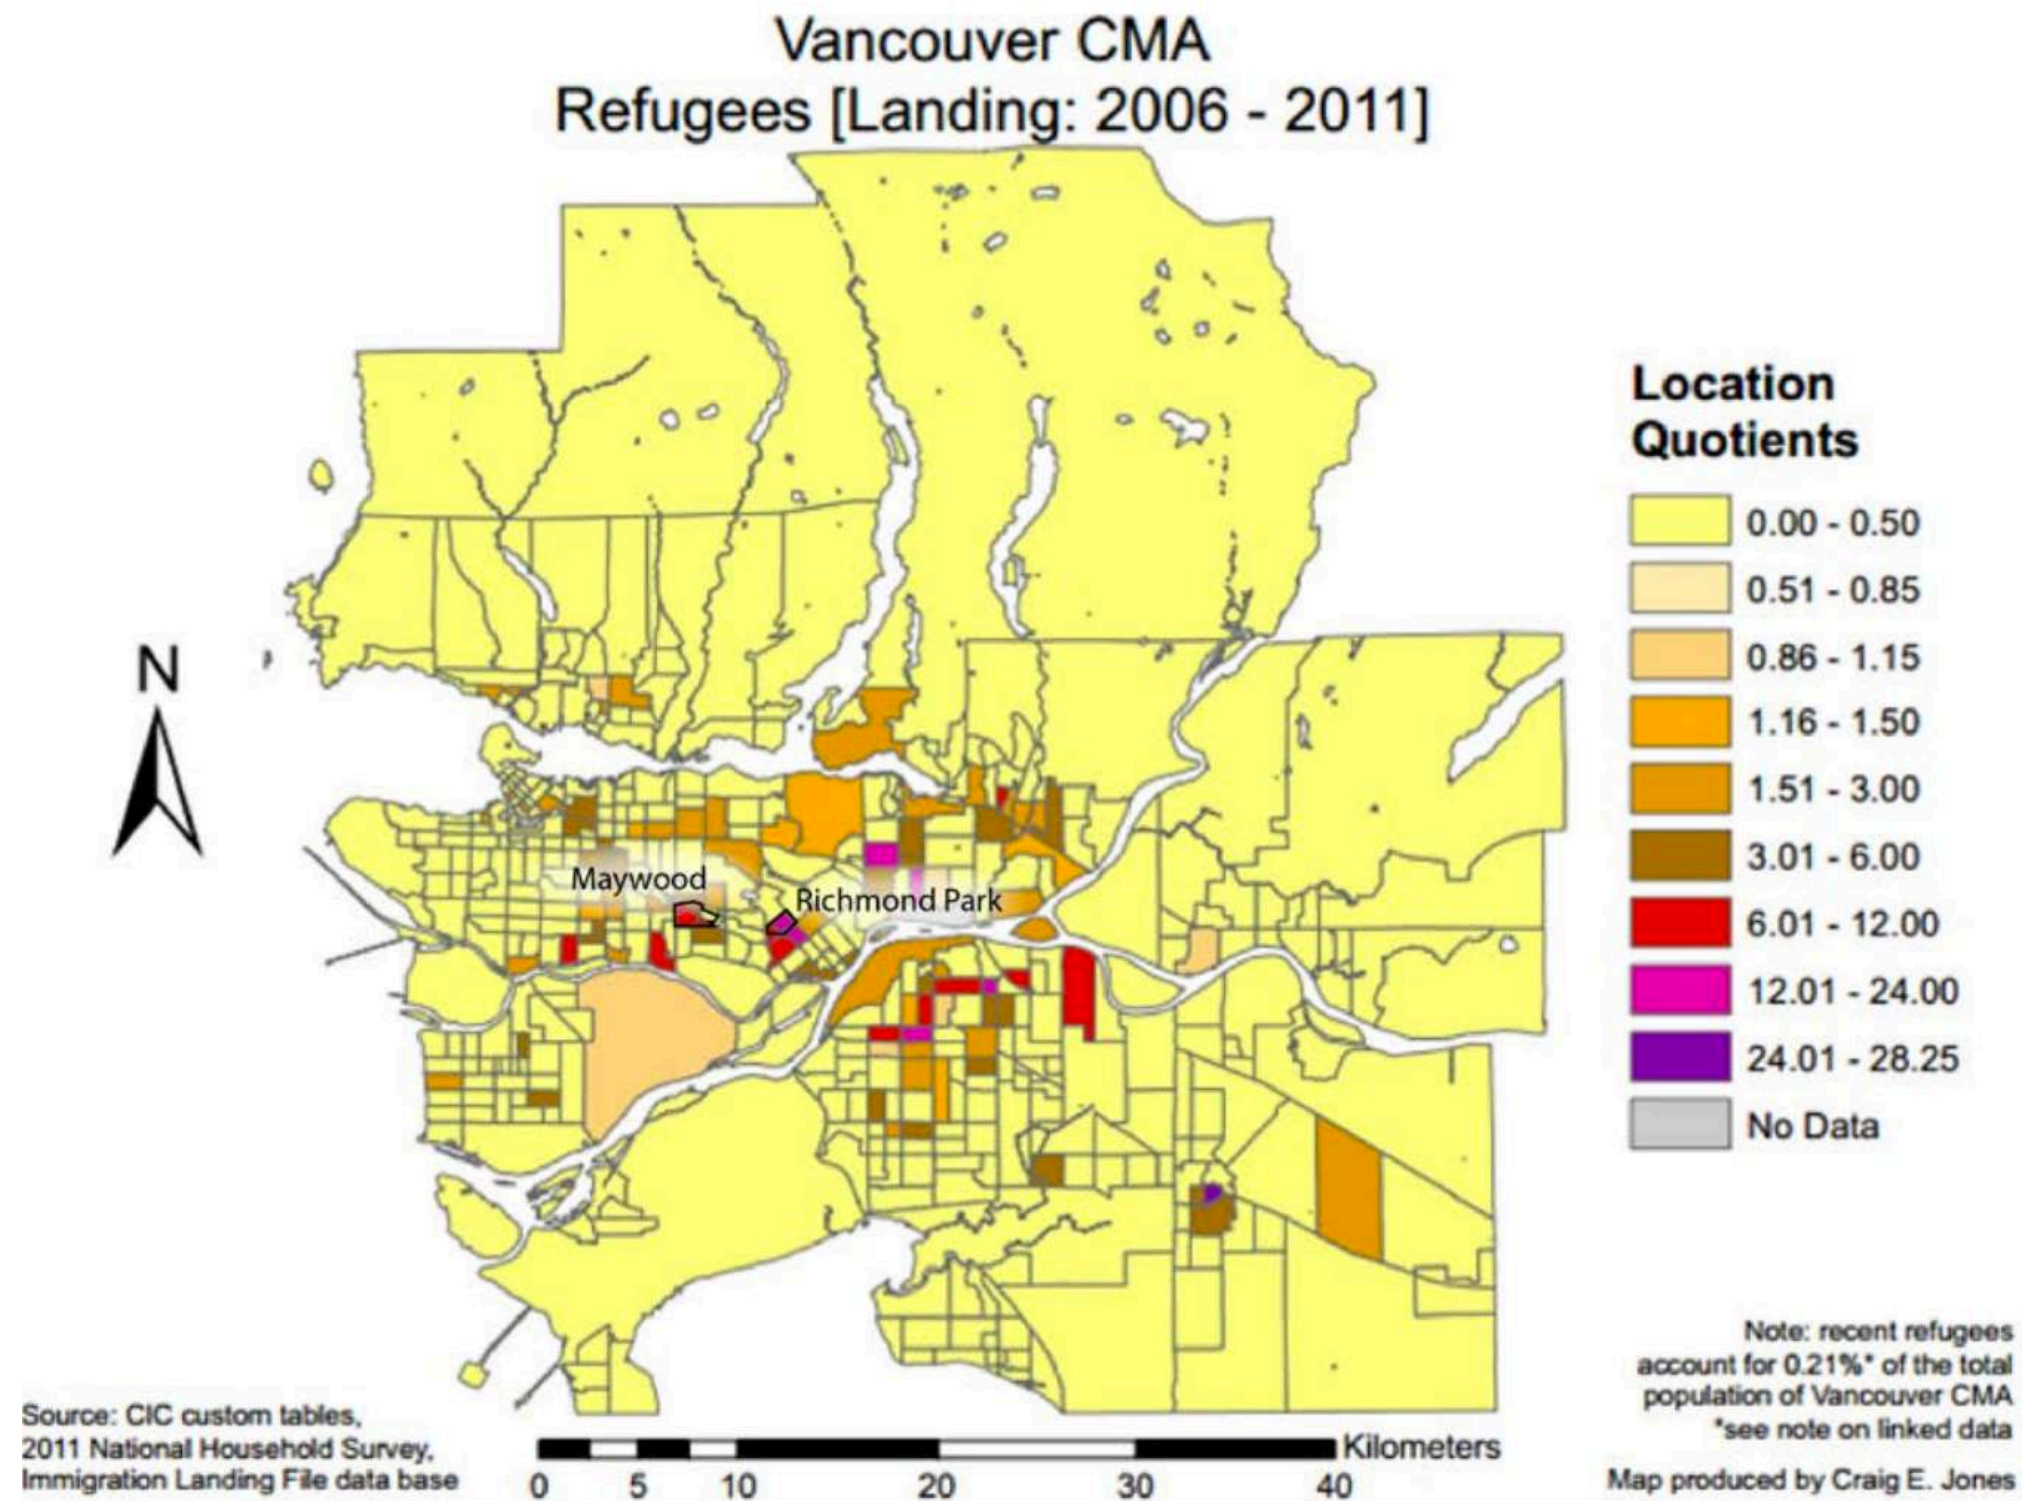 Vancouver CMA
Refugees [Landing: 2006 - 2011]
Location
Quotients
0.00 - 0.50
0.51 - 0.85
0.86 - 1.15
1.16 - 1.50
1.51 - 3.00
3.01 - 6.00
6.01 - 12.00
12.01 - 24.00
24.01 - 28.25
No Data
N
Maywood
Richmond Park
Note: recent refugees
account for 0.21%* of the total
population of Vancouver CMA
*see note on linked data
Source: CIC custom tables,
2011 National Household Survey,
Immigration Landing File data base
Kilometers
0 5 10 20 30 40
Map produced by Craig E. Jones